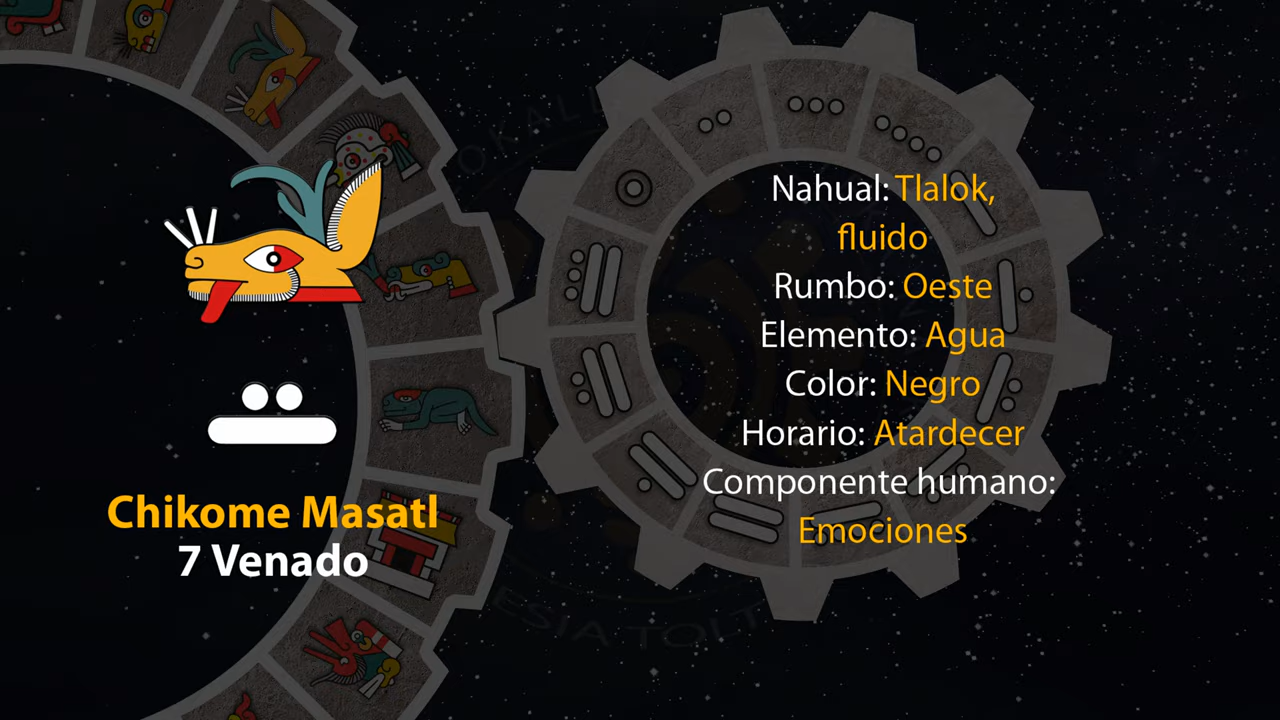 Chikome Masatl
7 Venado
Nahual: Tlalok,
fluido
Rumbo: Oeste
Elemento: Agua
Color: Negro
Horario: Atardecer
Componente humano:
Emociones